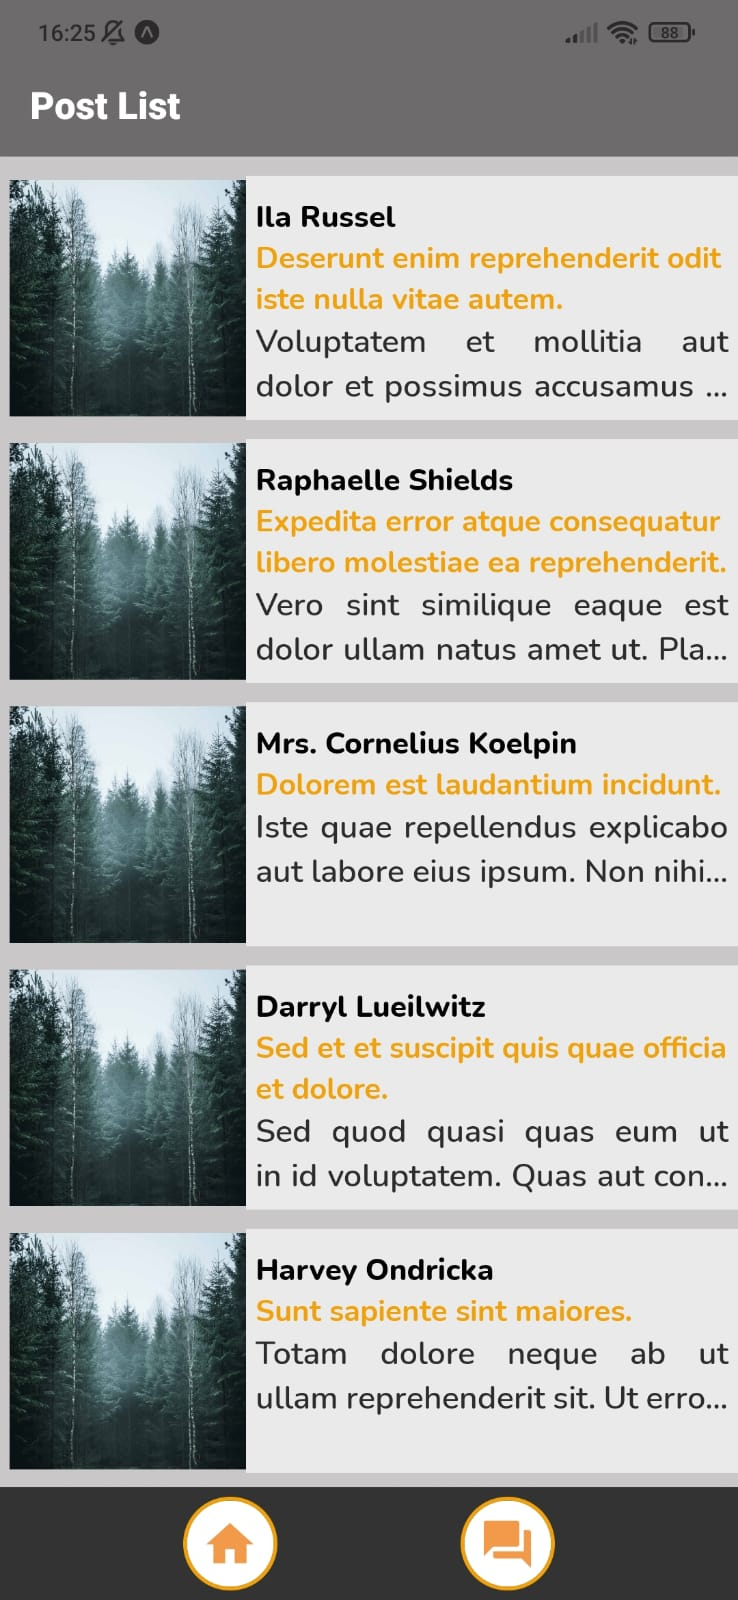 16:25
88
Post List
Ila Russel
Deserunt enim reprehenderit odit
iste nulla vitae autem.
Voluptatem et mollitia aut
dolor et possimus accusamus ...
Raphaelle Shields
Expedita error atque consequatur
libero molestiae ea reprehenderit.
Vero sint similique eaque est
dolor ullam natus amet ut. Pla...
Mrs. Cornelius Koelpin
Dolorem est laudantium incidunt.
Iste quae repellendus explicabo
aut labore eius ipsum. Non nihi...
Darryl Lueilwitz
Sed et et suscipit quis quae officia
et dolore.
Sed quod quasi quas eum ut
in id voluptatem. Quas aut con...
Harvey Ondricka
Sunt sapiente sint maiores.
Totam dolore neque ab ut
ullam reprehenderit sit. Ut erro...